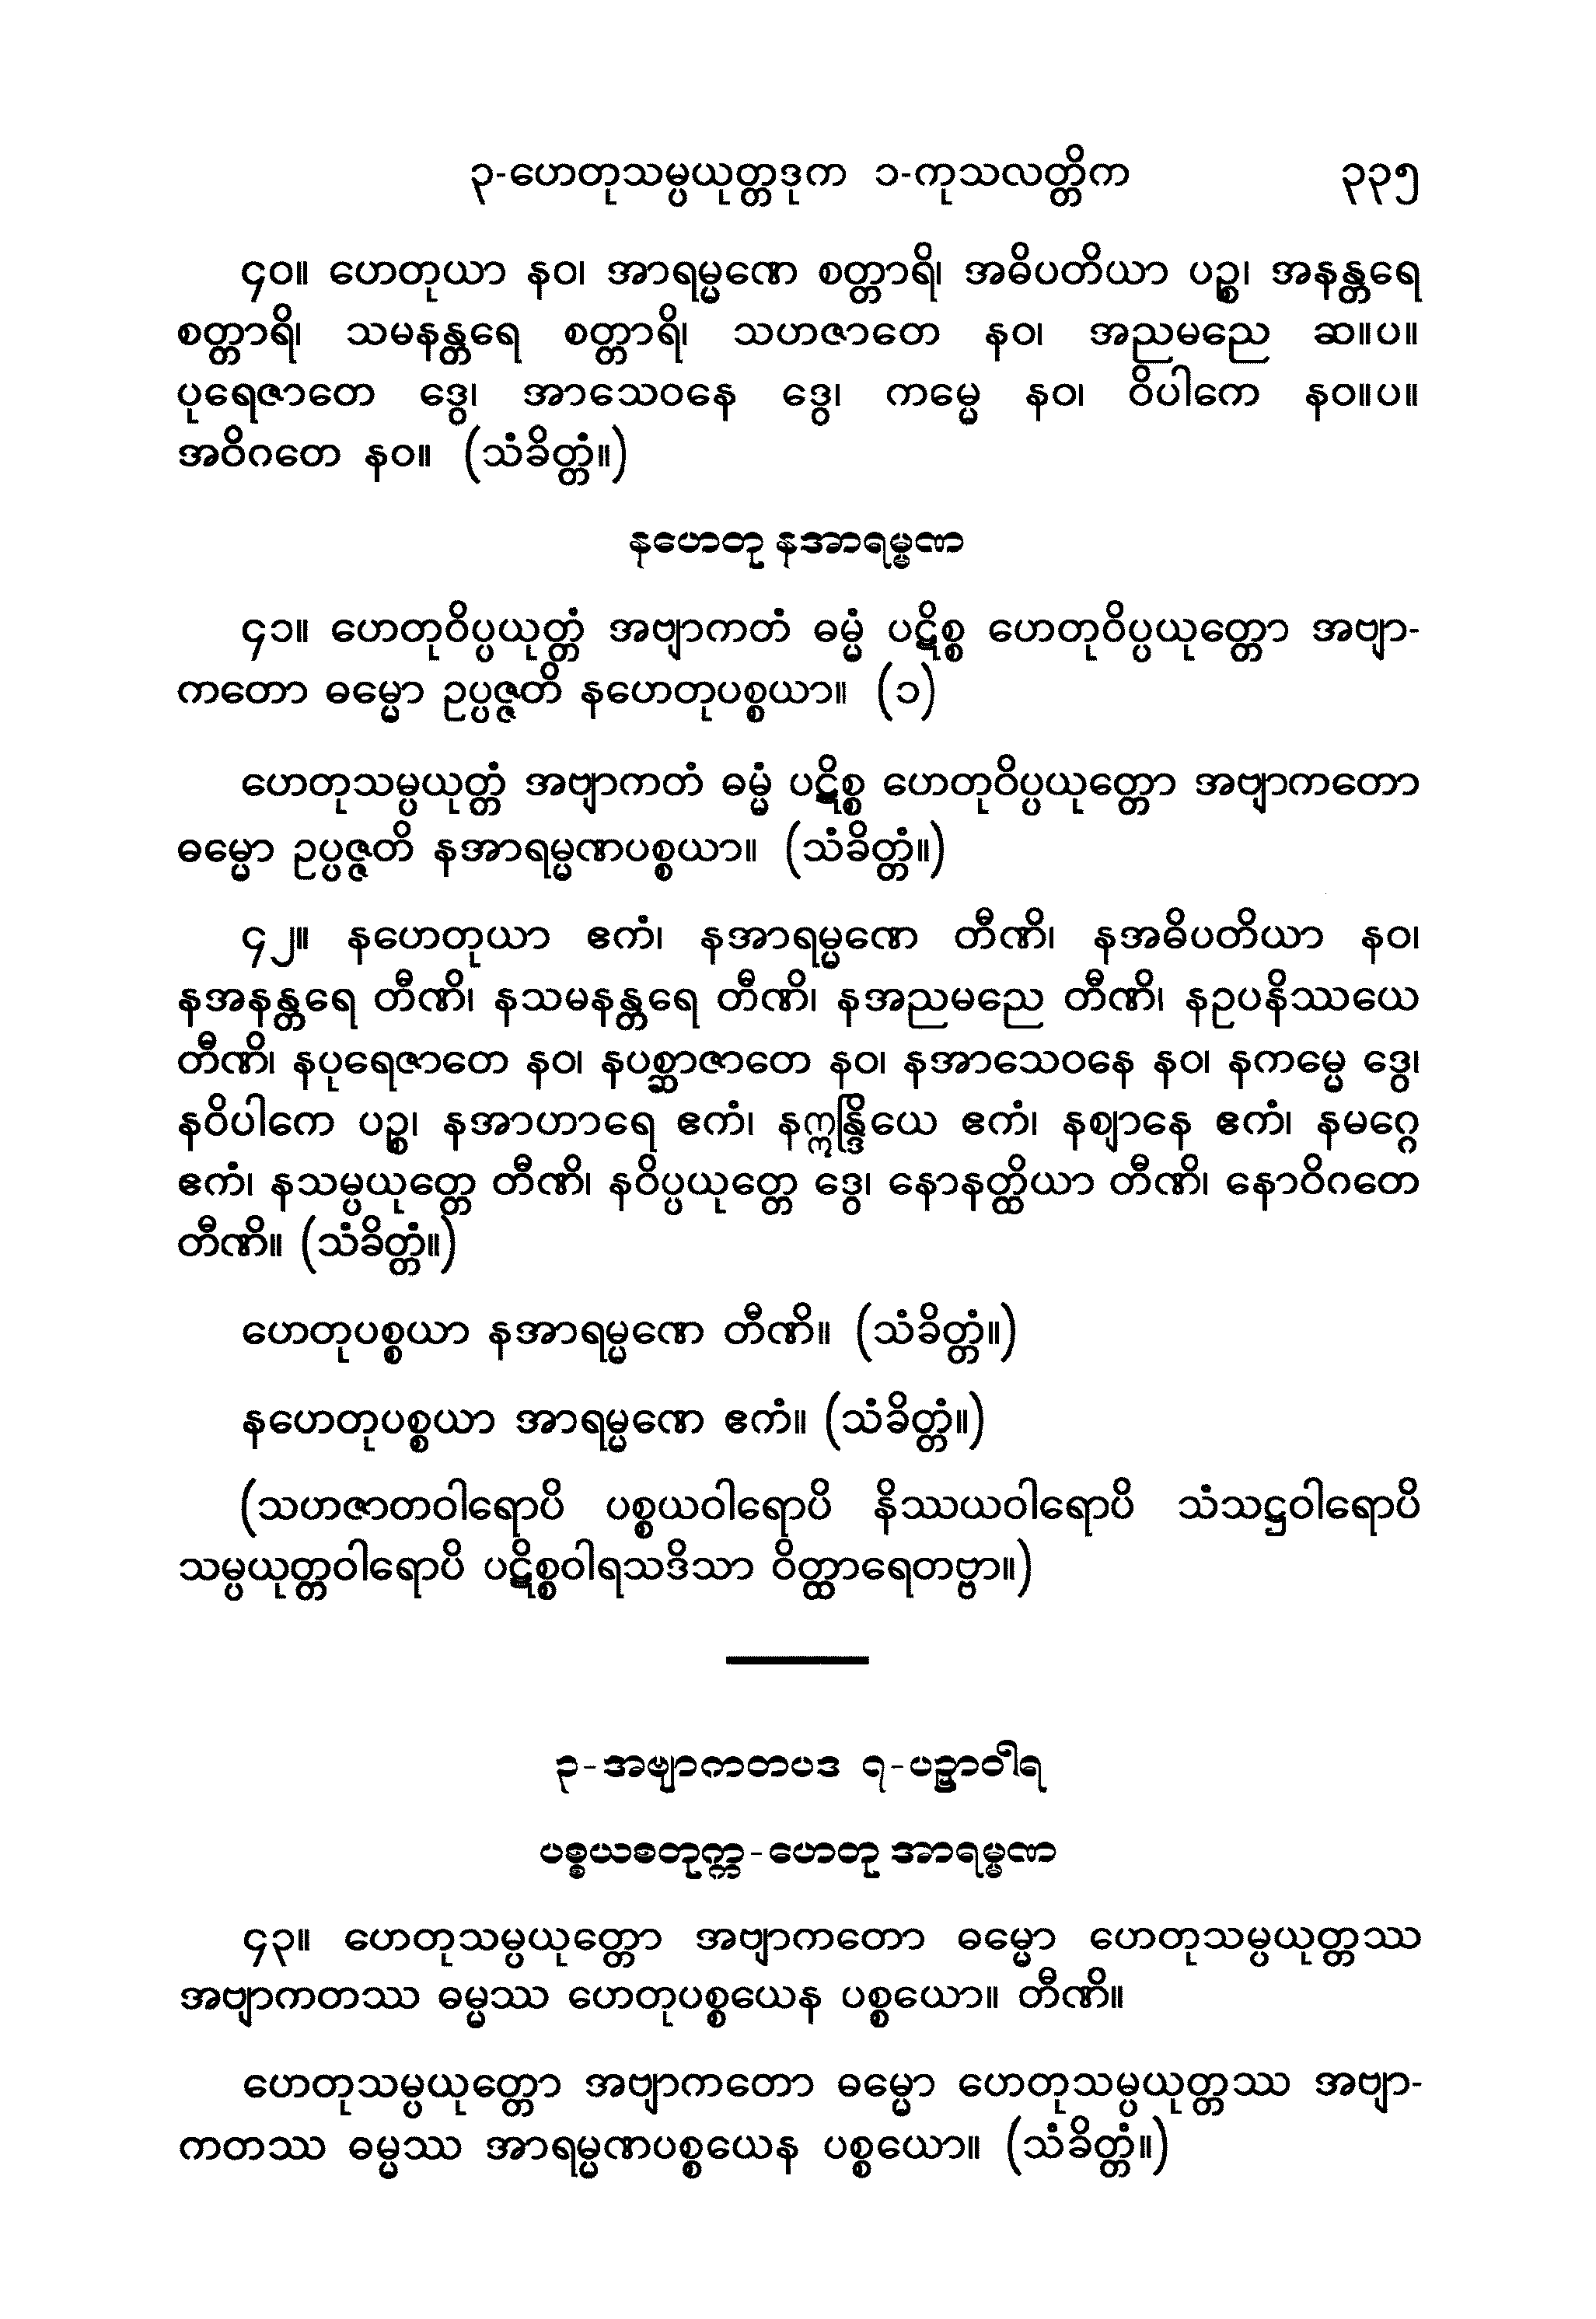 ၃-ဟေတုသမ္ပယုတ္တဒုက ၁-ကုသလတ္တိက ၃၃၅
၄၀။ ဟေတုယာ နဝ၊ အာရမ္မဏေ စတ္တာရိ၊ အဓိပတိယာ ပဉ္စ၊ အနန္တရေ
စတ္တာရိ၊ သမနန္တရေ စတ္တာရိ၊ သဟဇာတေ နဝ၊ အညမညေ ဆ။ပ။
ပုရေဇာတေ ဒွေ၊ အာသေဝနေ ဒွေ၊ ကမ္မေ နဝ၊ ဝိပါကေ နဝ။ပ။
အဝိဂတေ နဝ။ (သံခိတ္တံ။)
နဟေတု နအာရမ္မဏ
၄၁။ ဟေတုဝိပ္ပယုတ္တံ အဗျာကတံ ဓမ္မံ ပဋိစ္စ ဟေတုဝိပ္ပယုတ္တော အဗျာ-
ကတော ဓမ္မော ဥပ္ပဇ္ဇတိ နဟေတုပစ္စယာ။ (၁)
ဟေတုသမ္ပယုတ္တံ အဗျာကတံ ဓမ္မံ ပဋိစ္စ ဟေတုဝိပ္ပယုတ္တော အဗျာကတော
ဓမ္မော ဥပ္ပဇ္ဇတိ နအာရမ္မဏပစ္စယာ။ (သံခိတ္တံ။)
၄၂။ နဟေတုယာ ဧကံ၊ နအာရမ္မဏေ တီဏိ၊ နအဓိပတိယာ နဝ၊
နအနန္တရေ တီဏိ၊ နသမနန္တရေ တီဏိ၊ နအညမညေ တီဏိ၊ နဥပနိဿယေ
တီဏိ၊ နပုရေဇာတေ နဝ၊ နပစ္ဆာဇာတေ နဝ၊ နအာသေဝနေ နဝ၊ နကမ္မေ ဒွေ၊
နဝိပါကေ ပဉ္စ၊ နအာဟာရေ ဧကံ၊ နဣန္ဒြိယေ ဧကံ၊ နဈာနေ ဧကံ၊ နမဂ္ဂေ
ဧကံ၊ နသမ္ပယုတ္တေ တီဏိ၊ နဝိပ္ပယုတ္တေ ဒွေ၊ နောနတ္ထိယာ တီဏိ၊ နောဝိဂတေ
တီဏိ။ (သံခိတ္တံ။)
ဟေတုပစ္စယာ နအာရမ္မဏေ တီဏိ။ (သံခိတ္တံ။)
နဟေတုပစ္စယာ အာရမ္မဏေ ဧကံ။ (သံခိတ္တံ။)
(သဟဇာတဝါရောပိ ပစ္စယဝါရောပိ နိဿယဝါရောပိ သံသဋ္ဌဝါရောပိ
သမ္ပယုတ္တဝါရောပိ ပဋိစ္စဝါရသဒိသာ ဝိတ္ထာရေတဗ္ဗာ။)
၃-အဗျာကတပဒ ၇-ပဉှာဝါရ
ပစ္စယစတုက္က-ဟေတု အာရမ္မဏ
၄၃။ ဟေတုသမ္ပယုတ္တော အဗျာကတော ဓမ္မော ဟေတုသမ္ပယုတ္တဿ
အဗျာကတဿ ဓမ္မဿ ဟေတုပစ္စယေန ပစ္စယော။ တီဏိ။
ဟေတုသမ္ပယုတ္တော အဗျာကတော ဓမ္မော ဟေတုသမ္ပယုတ္တဿ အဗျာ-
ကတဿ ဓမ္မဿ အာရမ္မဏပစ္စယေန ပစ္စယော။ (သံခိတ္တံ။)